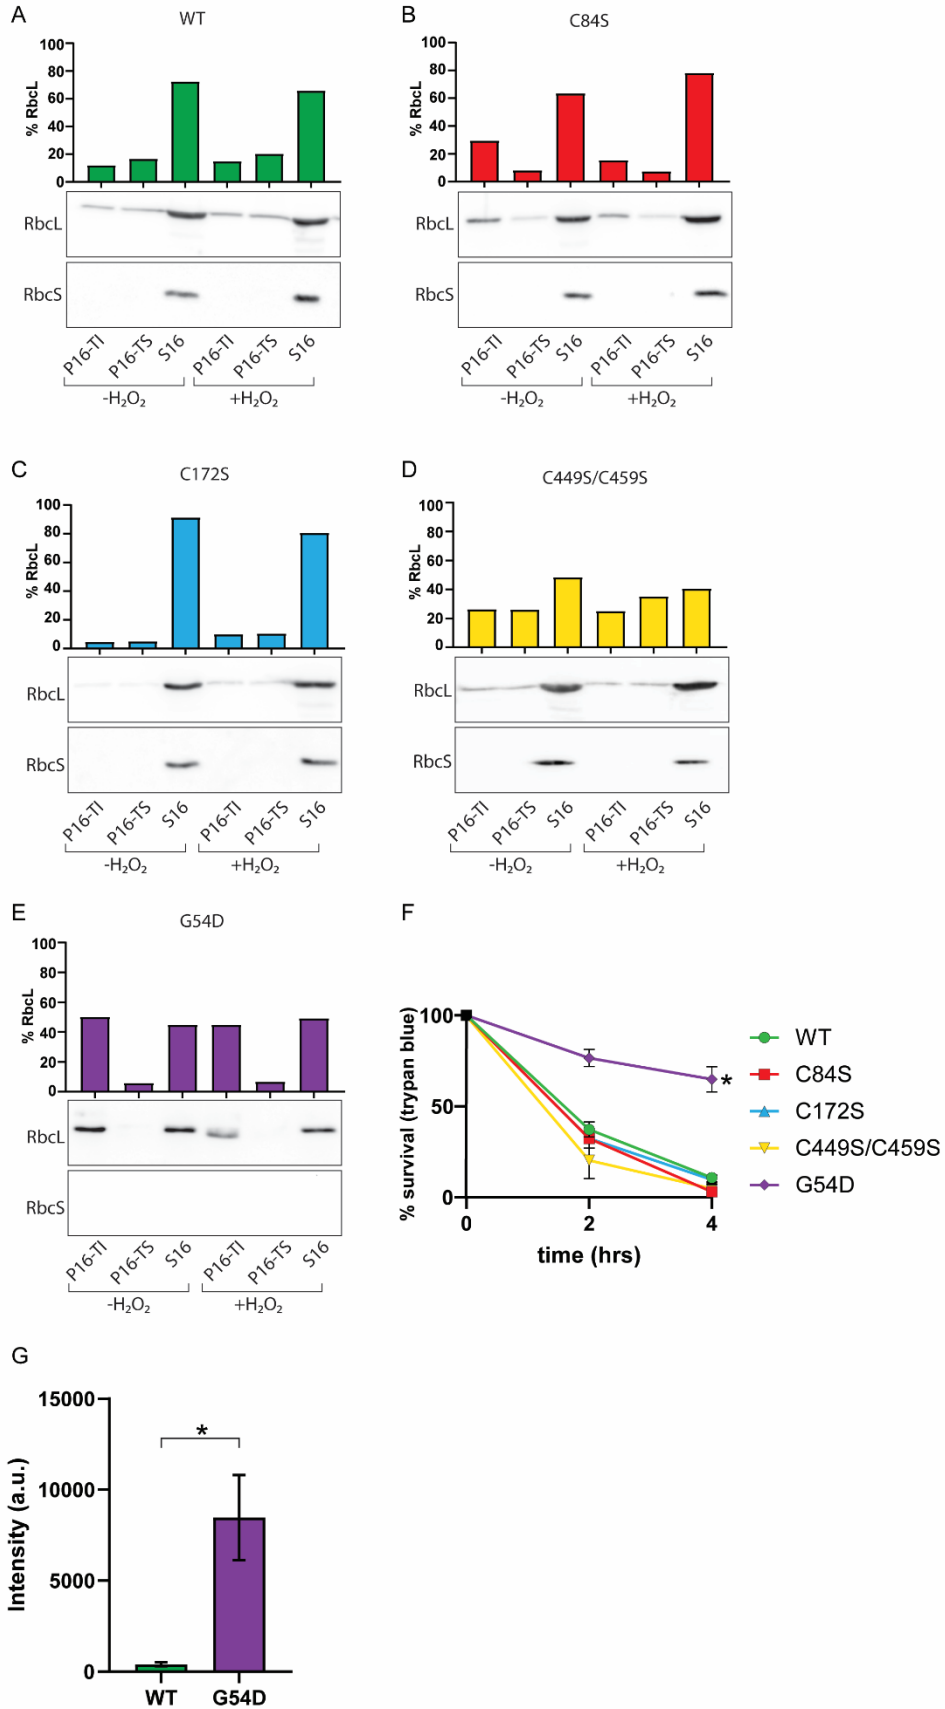 A
WT
100
80
60
40
20
0
% RbcL
RbcL
RbcS
P16-TI
P16-TS
S16
P16-TI
P16-TS
S16
-H₂O₂
+H₂O₂
B
C84S
100
80
60
40
20
0
% RbcL
RbcL
RbcS
P16-TI
P16-TS
S16
P16-TI
P16-TS
S16
-H₂O₂
+H₂O₂
C
C172S
100
80
60
40
20
0
% RbcL
RbcL
RbcS
P16-TI
P16-TS
S16
P16-TI
P16-TS
S16
-H₂O₂
+H₂O₂
D
C449S/C459S
100
80
60
40
20
0
% RbcL
RbcL
RbcS
P16-TI
P16-TS
S16
P16-TI
P16-TS
S16
-H₂O₂
+H₂O₂
E
G54D
100
80
60
40
20
0
% RbcL
RbcL
RbcS
P16-TI
P16-TS
S16
P16-TI
P16-TS
S16
-H₂O₂
+H₂O₂
F
% survival (trypan blue)
100
50
0
0
2
4
time (hrs)
*
WT
C84S
C172S
C449S/C459S
G54D
G
Intensity (a.u.)
15000
10000
5000
0
*
WT
G54D